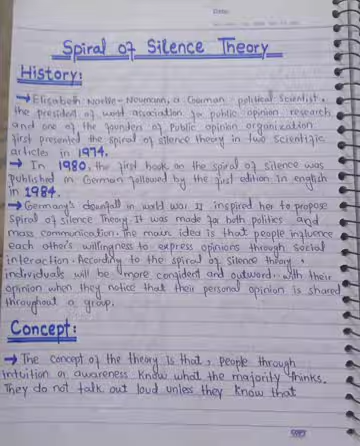 Date:
Spiral of Silence Theory
History:
→ Elisabeth Noelle-Neumann, a German political scientist,
the president of word association for public opinion research
and one of the founders of Public opinion organization
first presented the spiral of silence theory in two Scientific
articles in 1974.
→ In 1980, the first book on the spiral of silence was
published in German followed by the first edition in english
in 1984.
→ Germany's downfall in world war II inspired her to propose
Spiral of Silence Theory. It was made for both politics and
mass communication. The main idea is that people influence
each other's willingness to express opinions through Social
interaction. According to the spiral of silence theory,
individuals will be more confident and outword with their
opinion when they notice that their personal opinion is shared
throughout a group.
Concept:
→ The concept of the theory is that, people through
intuition or awareness know what the majority thinks.
They do not talk out loud unless they know that
COPY